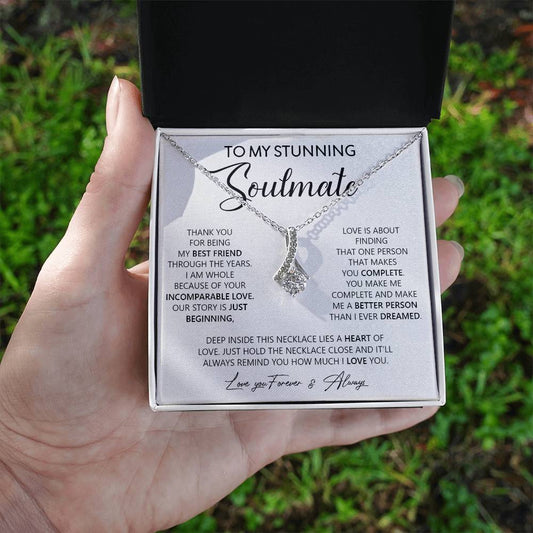 TO MY STUNNING
Soulmate
THANK YOU
FOR BEING
MY BEST FRIEND
THROUGH THE YEARS.
I AM WHOLE
BECAUSE OF YOUR
INCOMPARABLE LOVE.
OUR STORY IS JUST
BEGINNING,
LOVE IS ABOUT
FINDING
THAT ONE PERSON
THAT MAKES
YOU COMPLETE.
YOU MAKE ME
COMPLETE AND MAKE
ME A BETTER PERSON
THAN I EVER DREAMED.
DEEP INSIDE THIS NECKLACE LIES A HEART OF
LOVE. JUST HOLD THE NECKLACE CLOSE AND IT'LL
ALWAYS REMIND YOU HOW MUCH I LOVE YOU.
Love you Forever & Always